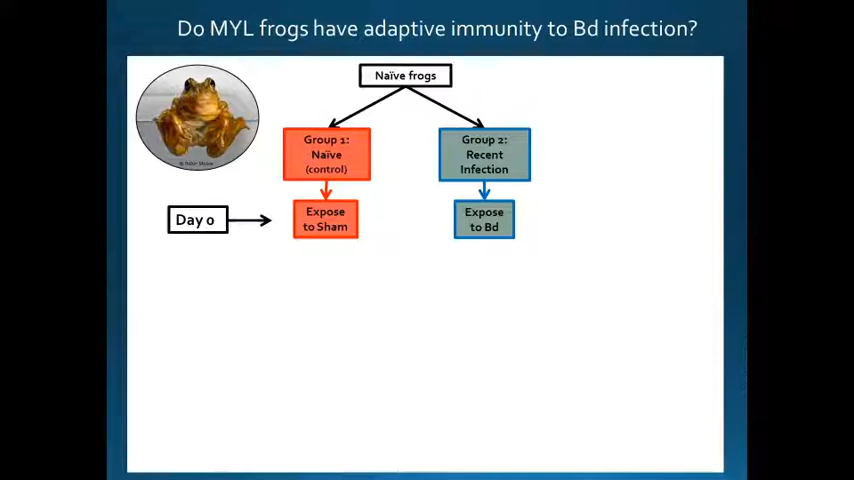 Do MYL frogs have adaptive immunity to Bd infection?
Naïve frogs
Group 1:
Naïve
(control)
Group 2:
Recent
Infection
Day 0
Expose
to Sham
Expose
to Bd